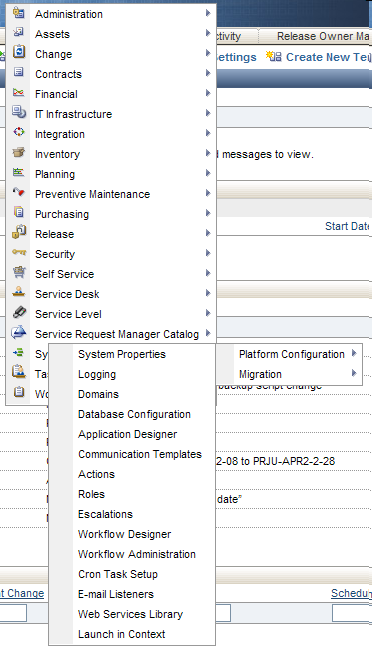 Administration
Assets
Change
Contracts
Financial
IT Infrastructure
Integration
Inventory
Planning
Preventive Maintenance
Purchasing
Release
Security
Self Service
Service Desk
Service Level
Service Request Manager Catalog
Sy
Ta
Wo
Platform Configuration
Migration
System Properties
Logging
Domains
Database Configuration
Application Designer
Communication Templates
Actions
Roles
Escalations
Workflow Designer
Workflow Administration
Cron Task Setup
E-mail Listeners
Web Services Library
Launch in Context
tivity
Release Owner Ma
ettings
Create New Te
messages to view.
Start Date
backup script change
2-08 to PRJU-APR2-2-28
date"
nt Change
Schedu